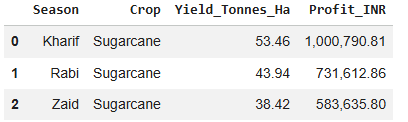 Season Crop Yield_Tonnes_Ha Profit_INR
0 Kharif Sugarcane 53.46 1,000,790.81
1 Rabi Sugarcane 43.94 731,612.86
2 Zaid Sugarcane 38.42 583,635.80